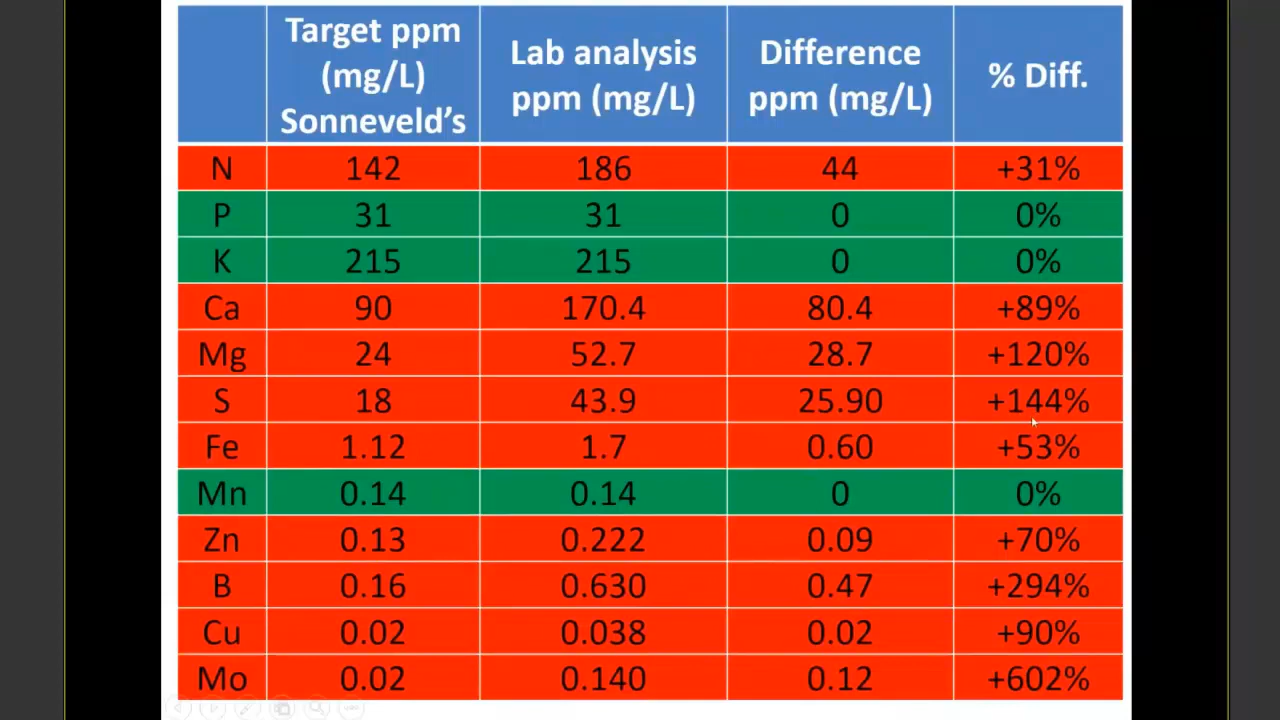 Target ppm (mg/L) Sonneveld's Lab analysis ppm (mg/L) Difference ppm (mg/L) % Diff.
N 142 186 44 +31%
P 31 31 0 0%
K 215 215 0 0%
Ca 90 170.4 80.4 +89%
Mg 24 52.7 28.7 +120%
S 18 43.9 25.90 +144%
Fe 1.12 1.7 0.60 +53%
Mn 0.14 0.14 0 0%
Zn 0.13 0.222 0.09 +70%
B 0.16 0.630 0.47 +294%
Cu 0.02 0.038 0.02 +90%
Mo 0.02 0.140 0.12 +602%